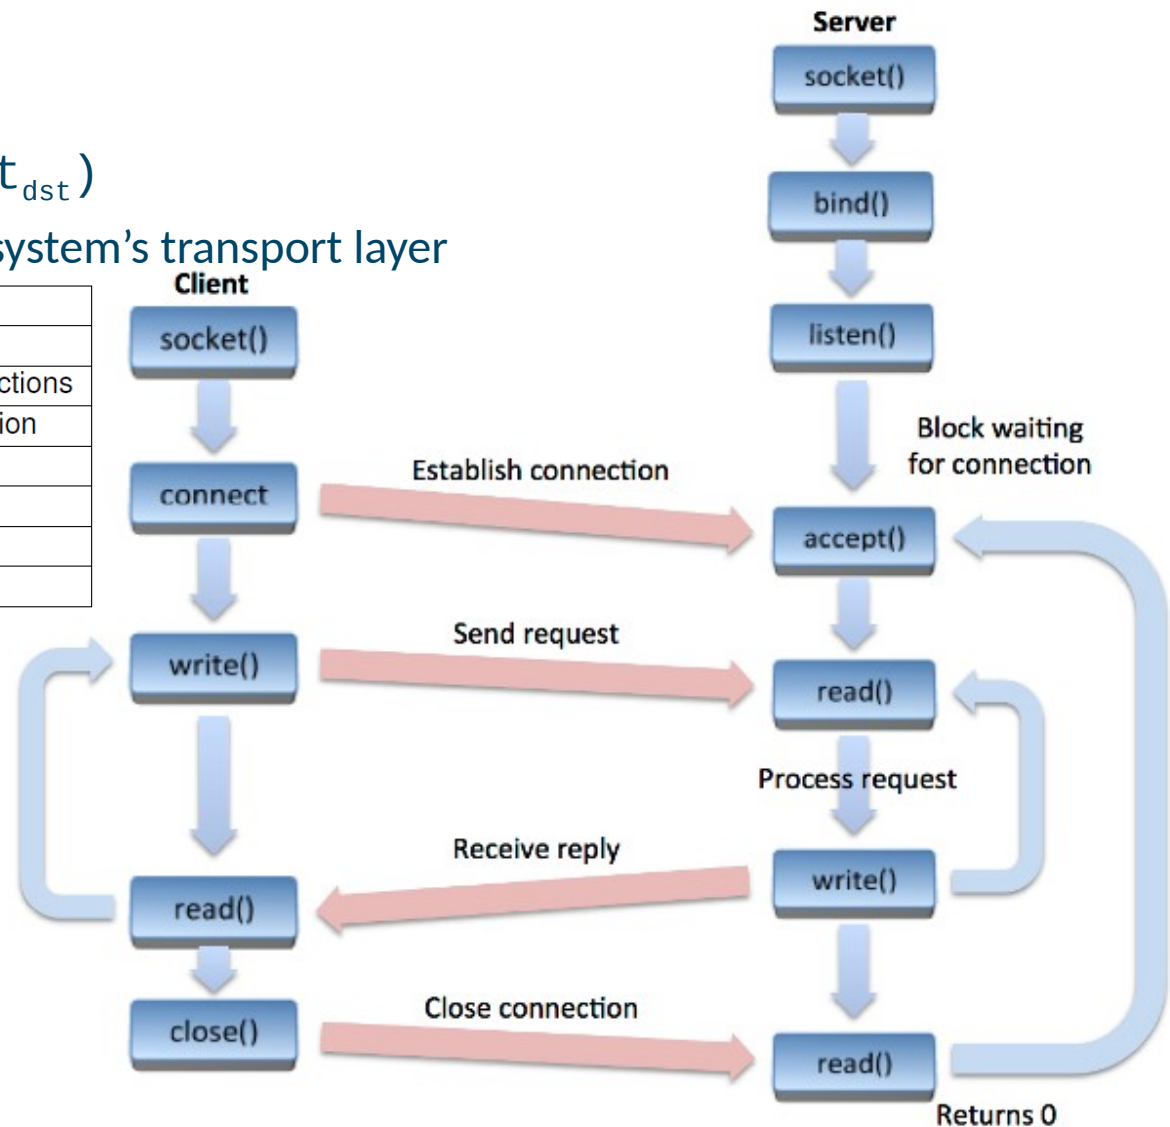 Server
socket()
t_dst)
bind()
system’s transport layer
Client
socket()
listen()
ctions
ion
Block waiting
for connection
Establish connection
connect
accept()
Send request
write()
read()
Process request
Receive reply
write()
read()
Close connection
close()
read()
Returns 0